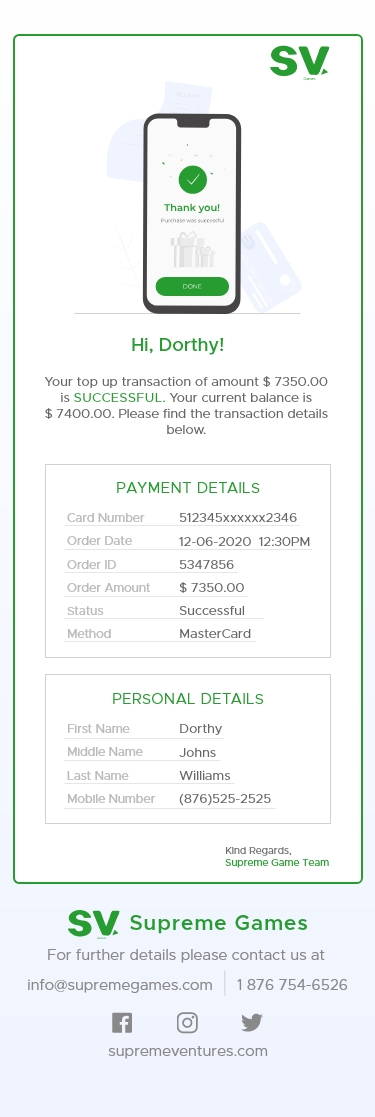 SV.
Games
Thank you!
Purchase was successful
DONE
Hi, Dorthy!
Your top up transaction of amount $ 7350.00
is SUCCESSFUL. Your current balance is
$ 7400.00. Please find the transaction details
below.
PAYMENT DETAILS
Card Number 512345xxxxxx2346
Order Date 12-06-2020 12:30PM
Order ID 5347856
Order Amount $ 7350.00
Status Successful
Method MasterCard
PERSONAL DETAILS
First Name Dorthy
Middle Name Johns
Last Name Williams
Mobile Number (876)525-2525
Kind Regards,
Supreme Game Team
SV. Supreme Games
For further details please contact us at
info@supremegames.com 1 876 754-6526
supremeventures.com